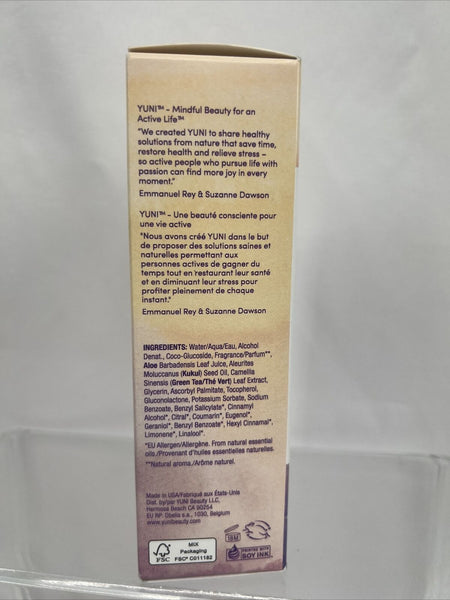 YUNI™ - Mindful Beauty for an
Active Life™
"We created YUNI to share healthy
solutions from nature that save time,
restore health and relieve stress –
so active people who pursue life with
passion can find more joy in every
moment."
Emmanuel Rey & Suzanne Dawson
YUNI™ - Une beauté consciente pour
une vie active
"Nous avons créé YUNI dans le but
de proposer des solutions saines et
naturelles permettant aux
personnes actives de gagner du
temps tout en restaurant leur santé
et en diminuant leur stress pour
profiter pleinement de chaque
instant."
Emmanuel Rey & Suzanne Dawson
INGREDIENTS: Water/Aqua/Eau, Alcohol
Denat., Coco-Glucoside, Fragrance/Parfum**,
Aloe Barbadensis Leaf Juice, Aleurites
Moluccanus (Kukui) Seed Oil, Camellia
Sinensis (Green Tea/Thé Vert) Leaf Extract,
Glycerin, Ascorbyl Palmitate, Tocopherol,
Gluconolactone, Potassium Sorbate, Sodium
Benzoate, Benzyl Salicylate*, Cinnamyl
Alcohol*, Citral*, Coumarin*, Eugenol*,
Geraniol*, Benzyl Benzoate*, Hexyl Cinnamal*,
Limonene*, Linalool*.
*EU Allergen/Allergène. From natural essential
oils./Provenant d'huiles essentielles naturelles.
**Natural aroma./Arôme naturel.
Made in USA/Fabriqué aux États-Unis
Dist. by/par YUNI Beauty LLC,
Hermosa Beach CA 90254
EU RP: Obelis s.a., 1030, Belgium
www.yunibeauty.com
18M
FSC
MIX
Packaging
FSC® C011182
PRINTED WITH
SOY INK